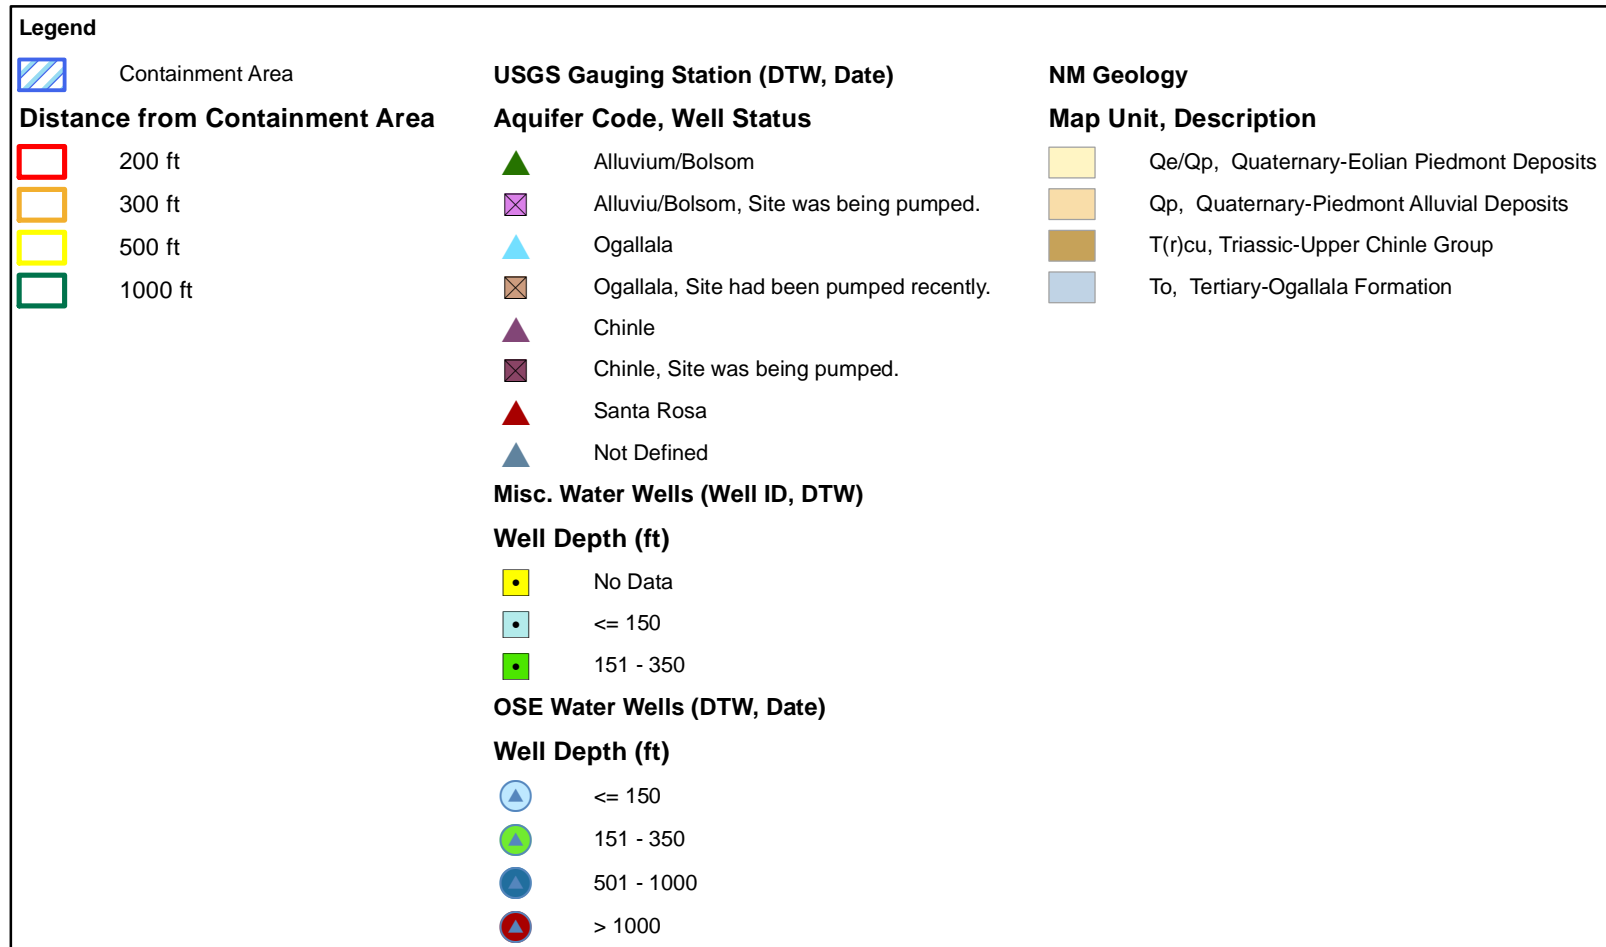 Legend
Containment Area
Distance from Containment Area
200 ft
300 ft
500 ft
1000 ft
USGS Gauging Station (DTW, Date)
Aquifer Code, Well Status
Alluvium/Bolsom
Alluviu/Bolsom, Site was being pumped.
Ogallala
Ogallala, Site had been pumped recently.
Chinle
Chinle, Site was being pumped.
Santa Rosa
Not Defined
Misc. Water Wells (Well ID, DTW)
Well Depth (ft)
No Data
<= 150
151 - 350
OSE Water Wells (DTW, Date)
Well Depth (ft)
<= 150
151 - 350
501 - 1000
> 1000
NM Geology
Map Unit, Description
Qe/Qp, Quaternary-Eolian Piedmont Deposits
Qp, Quaternary-Piedmont Alluvial Deposits
T(r)cu, Triassic-Upper Chinle Group
To, Tertiary-Ogallala Formation